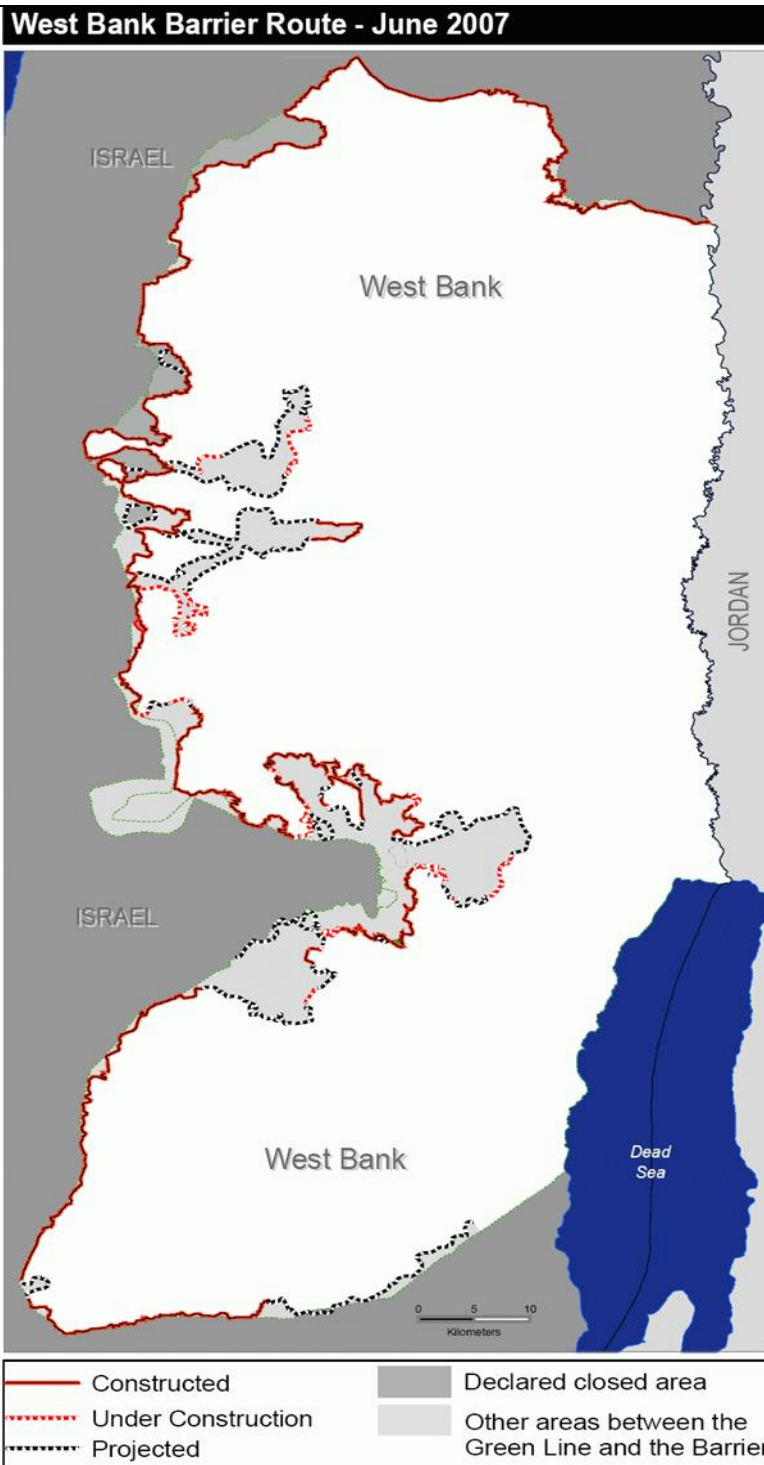 West Bank Barrier Route - June 2007
ISRAEL
West Bank
JORDAN
ISRAEL
West Bank
Dead
Sea
0 5 10
Kilometers
Constructed
Under Construction
Projected
Declared closed area
Other areas between the
Green Line and the Barrier